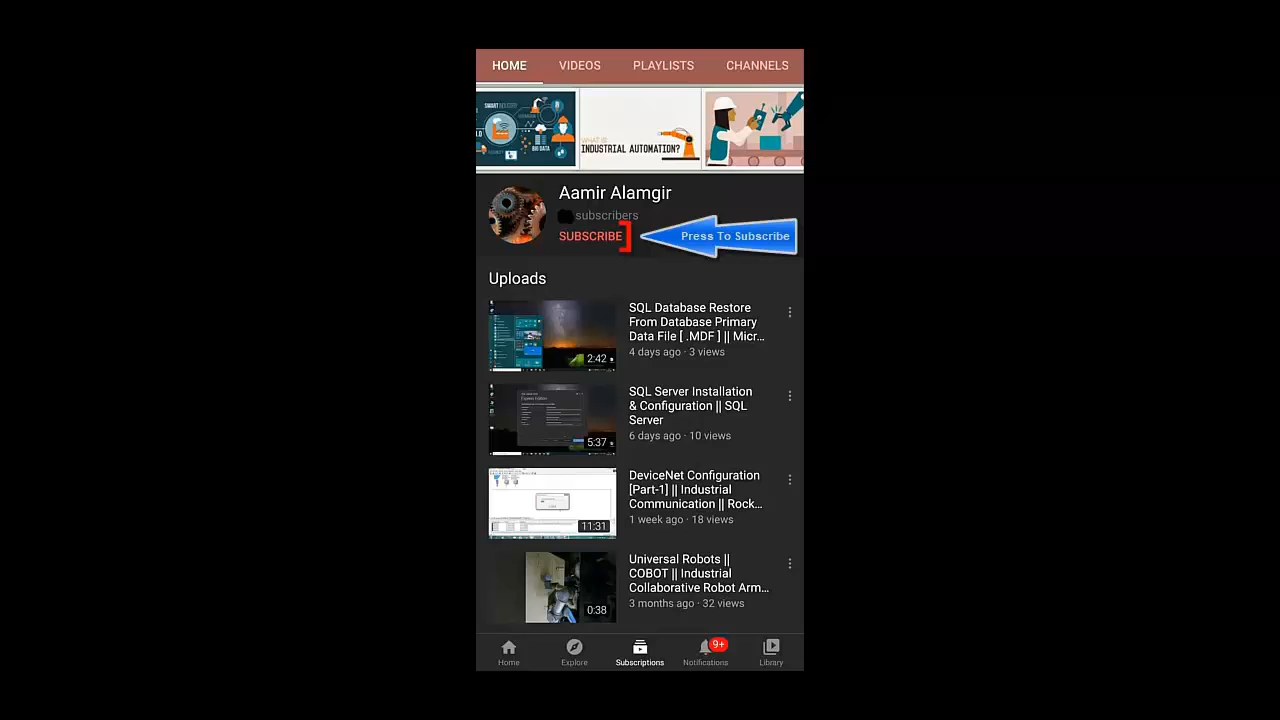 HOME VIDEOS PLAYLISTS CHANNELS
SMART INDUSTRY
BIG DATA
WHAT IS
INDUSTRIAL AUTOMATION?
Aamir Alamgir
subscribers
SUBSCRIBE
Press To Subscribe
Uploads
SQL Database Restore
From Database Primary
Data File [ .MDF ] || Micr...
4 days ago · 3 views
2:42
SQL Server Installation
& Configuration || SQL
Server
6 days ago · 10 views
5:37
DeviceNet Configuration
[Part-1] || Industrial
Communication || Rock...
1 week ago · 18 views
11:31
Universal Robots ||
COBOT || Industrial
Collaborative Robot Arm...
3 months ago · 32 views
0:38
9+
Home Explore Subscriptions Notifications Library